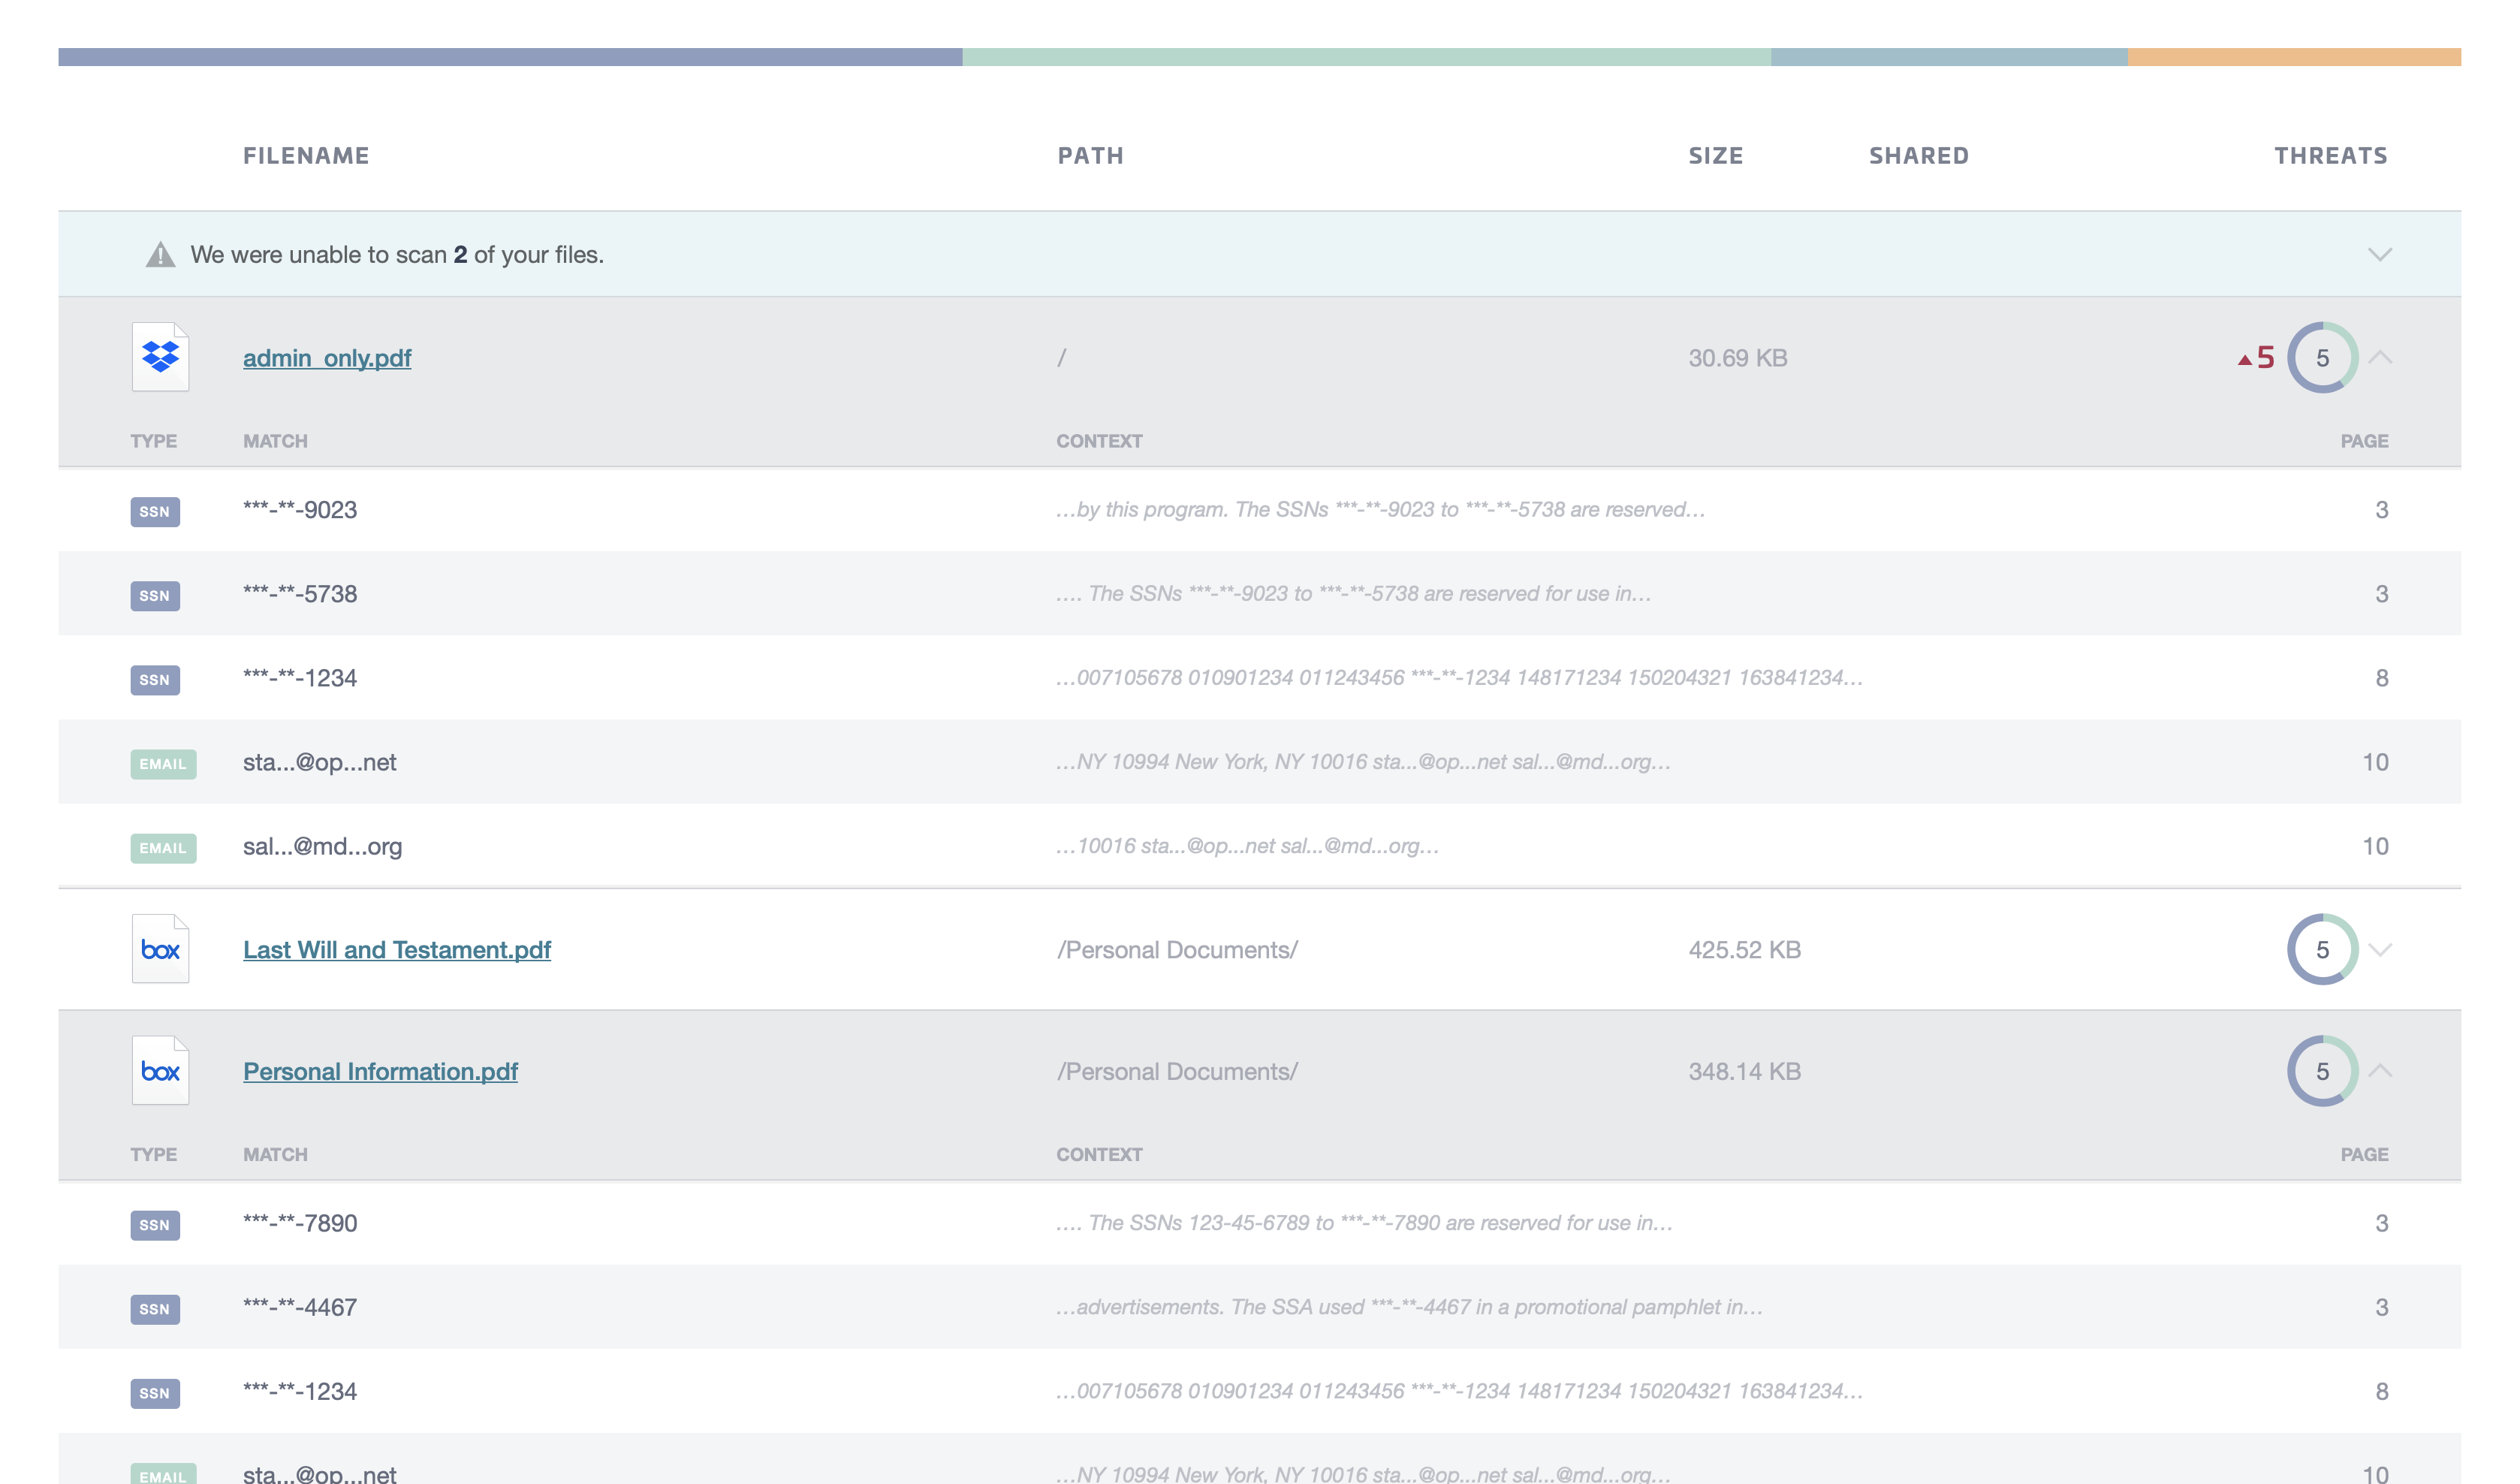 FILENAME PATH SIZE SHARED THREATS
We were unable to scan 2 of your files.
admin_only.pdf / 30.69 KB 5 5
TYPE MATCH CONTEXT PAGE
SSN ***-**-9023 …by this program. The SSNs ***-**-9023 to ***-**-5738 are reserved… 3
SSN ***-**-5738 …. The SSNs ***-**-9023 to ***-**-5738 are reserved for use in… 3
SSN ***-**-1234 …007105678 010901234 011243456 ***-**-1234 148171234 150204321 163841234… 8
EMAIL sta...@op...net …NY 10994 New York, NY 10016 sta...@op...net sal...@md...org… 10
EMAIL sal...@md...org …10016 sta...@op...net sal...@md...org… 10
box Last Will and Testament.pdf /Personal Documents/ 425.52 KB 5
box Personal Information.pdf /Personal Documents/ 348.14 KB 5
TYPE MATCH CONTEXT PAGE
SSN ***-**-7890 …. The SSNs 123-45-6789 to ***-**-7890 are reserved for use in… 3
SSN ***-**-4467 …advertisements. The SSA used ***-**-4467 in a promotional pamphlet in… 3
SSN ***-**-1234 …007105678 010901234 011243456 ***-**-1234 148171234 150204321 163841234… 8
EMAIL sta...@op...net …NY 10994 New York, NY 10016 sta...@op...net sal...@md...org… 10